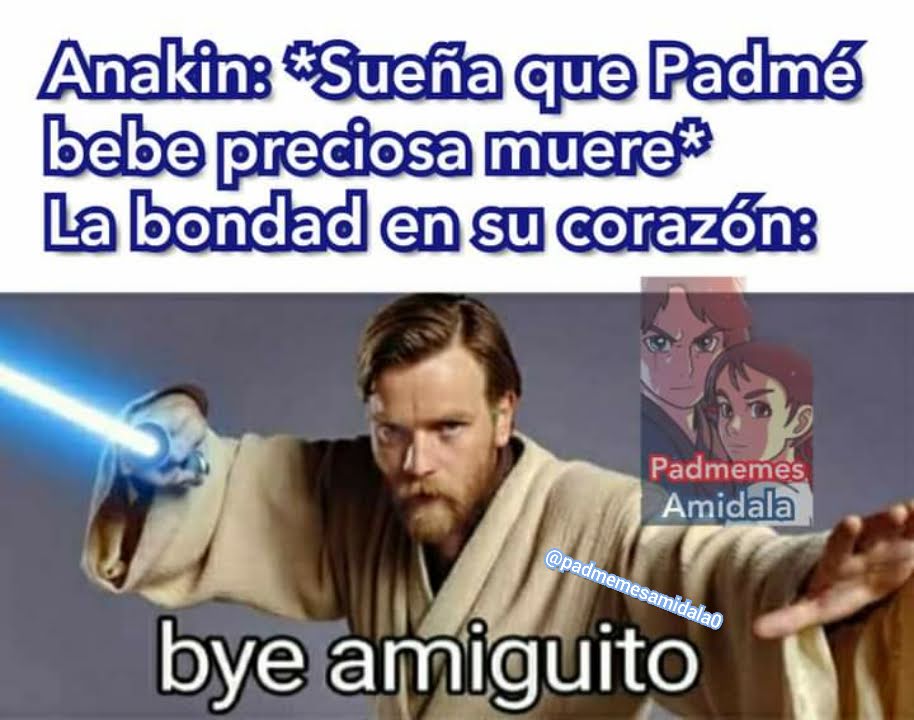 Anakin: *Sueña que Padmé
bebe preciosa muere*
La bondad en su corazón:
Padmemes
Amidala
@padmemesamidala0
bye amiguito